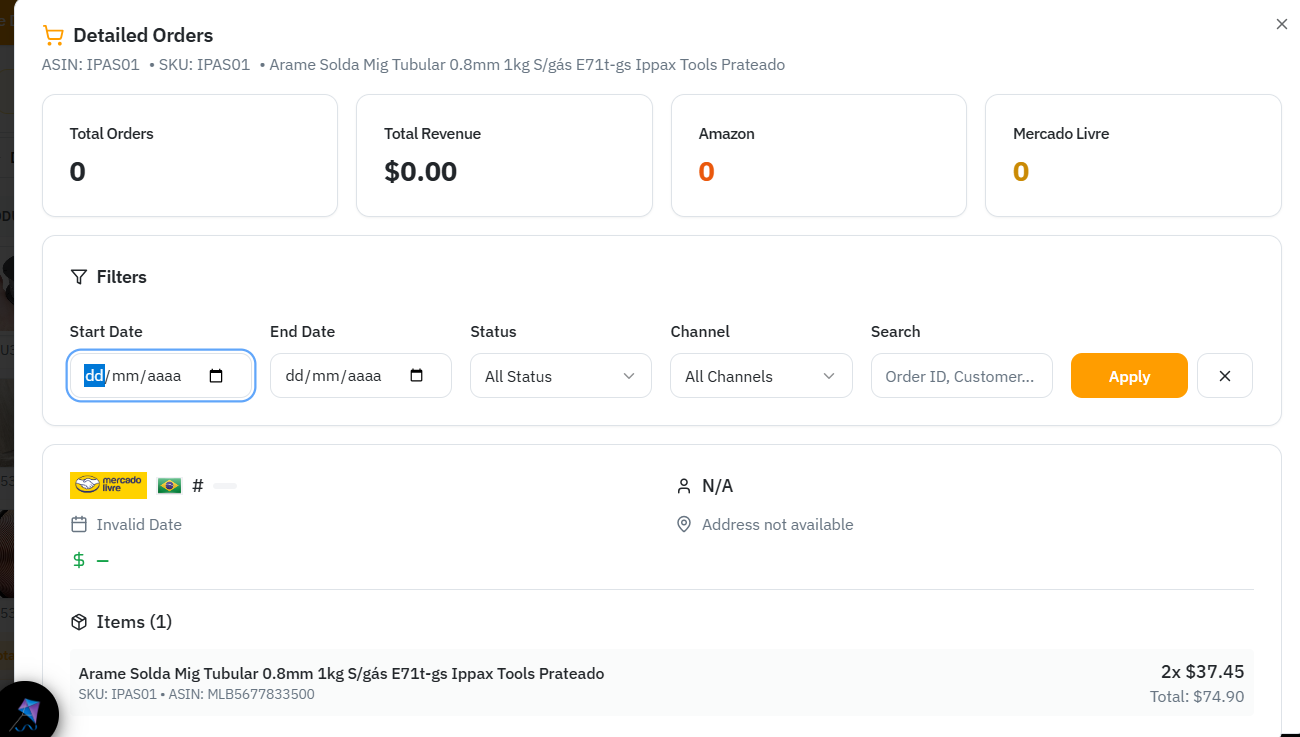 Detailed Orders
ASIN: IPAS01 • SKU: IPAS01 • Arame Solda Mig Tubular 0.8mm 1kg S/gás E71t-gs Ippax Tools Prateado
Total Orders
0
Total Revenue
$0.00
Amazon
0
Mercado Livre
0
Filters
Start Date
dd/mm/aaaa
End Date
dd/mm/aaaa
Status
All Status
Channel
All Channels
Search
Order ID, Customer...
Apply
mercado
livre
#
N/A
Invalid Date
Address not available
$ –
Items (1)
Arame Solda Mig Tubular 0.8mm 1kg S/gás E71t-gs Ippax Tools Prateado
2x $37.45
SKU: IPAS01 • ASIN: MLB5677833500
Total: $74.90